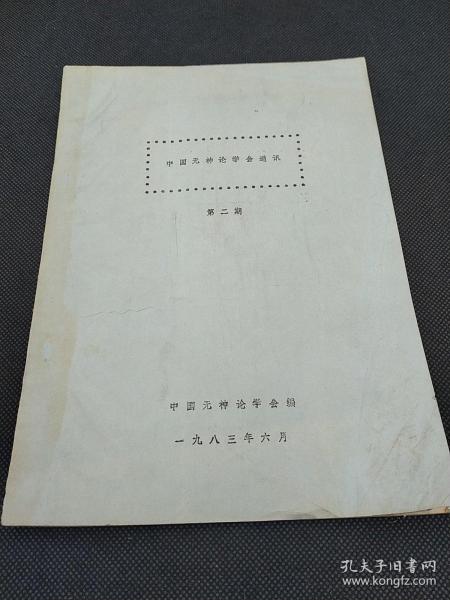 中国无神论学会通讯
第二期
中国无神论学会编
一九八三年六月
孔夫子旧书网
www.kongfz.com